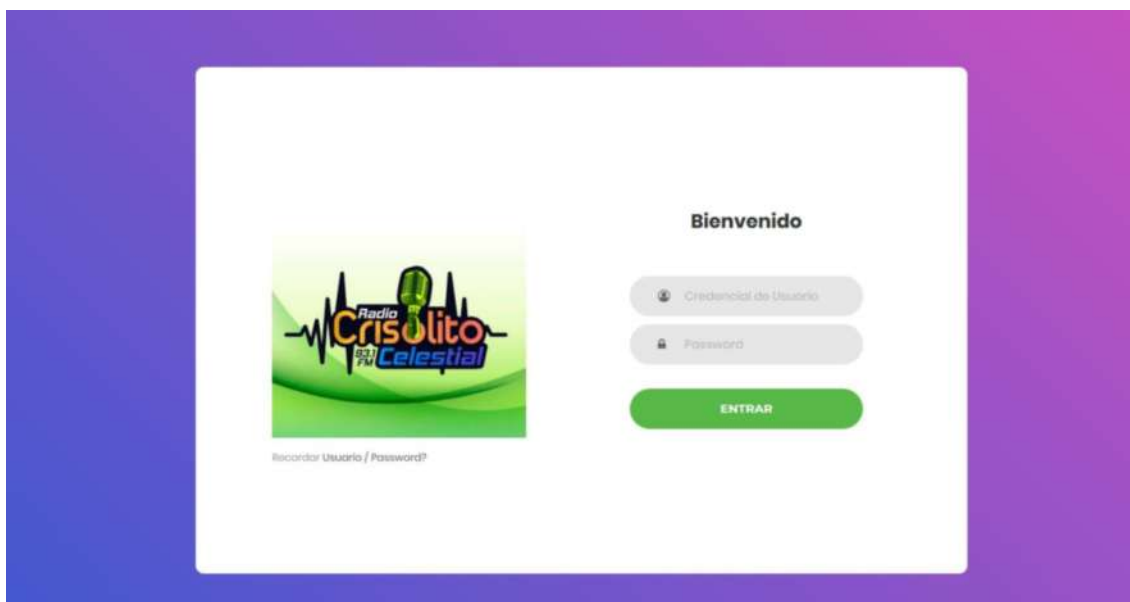 Bienvenido
Radio
Crisolito
93.1
FM Celestial
Credencial de Usuario
Password
ENTRAR
Recordar Usuario / Password?